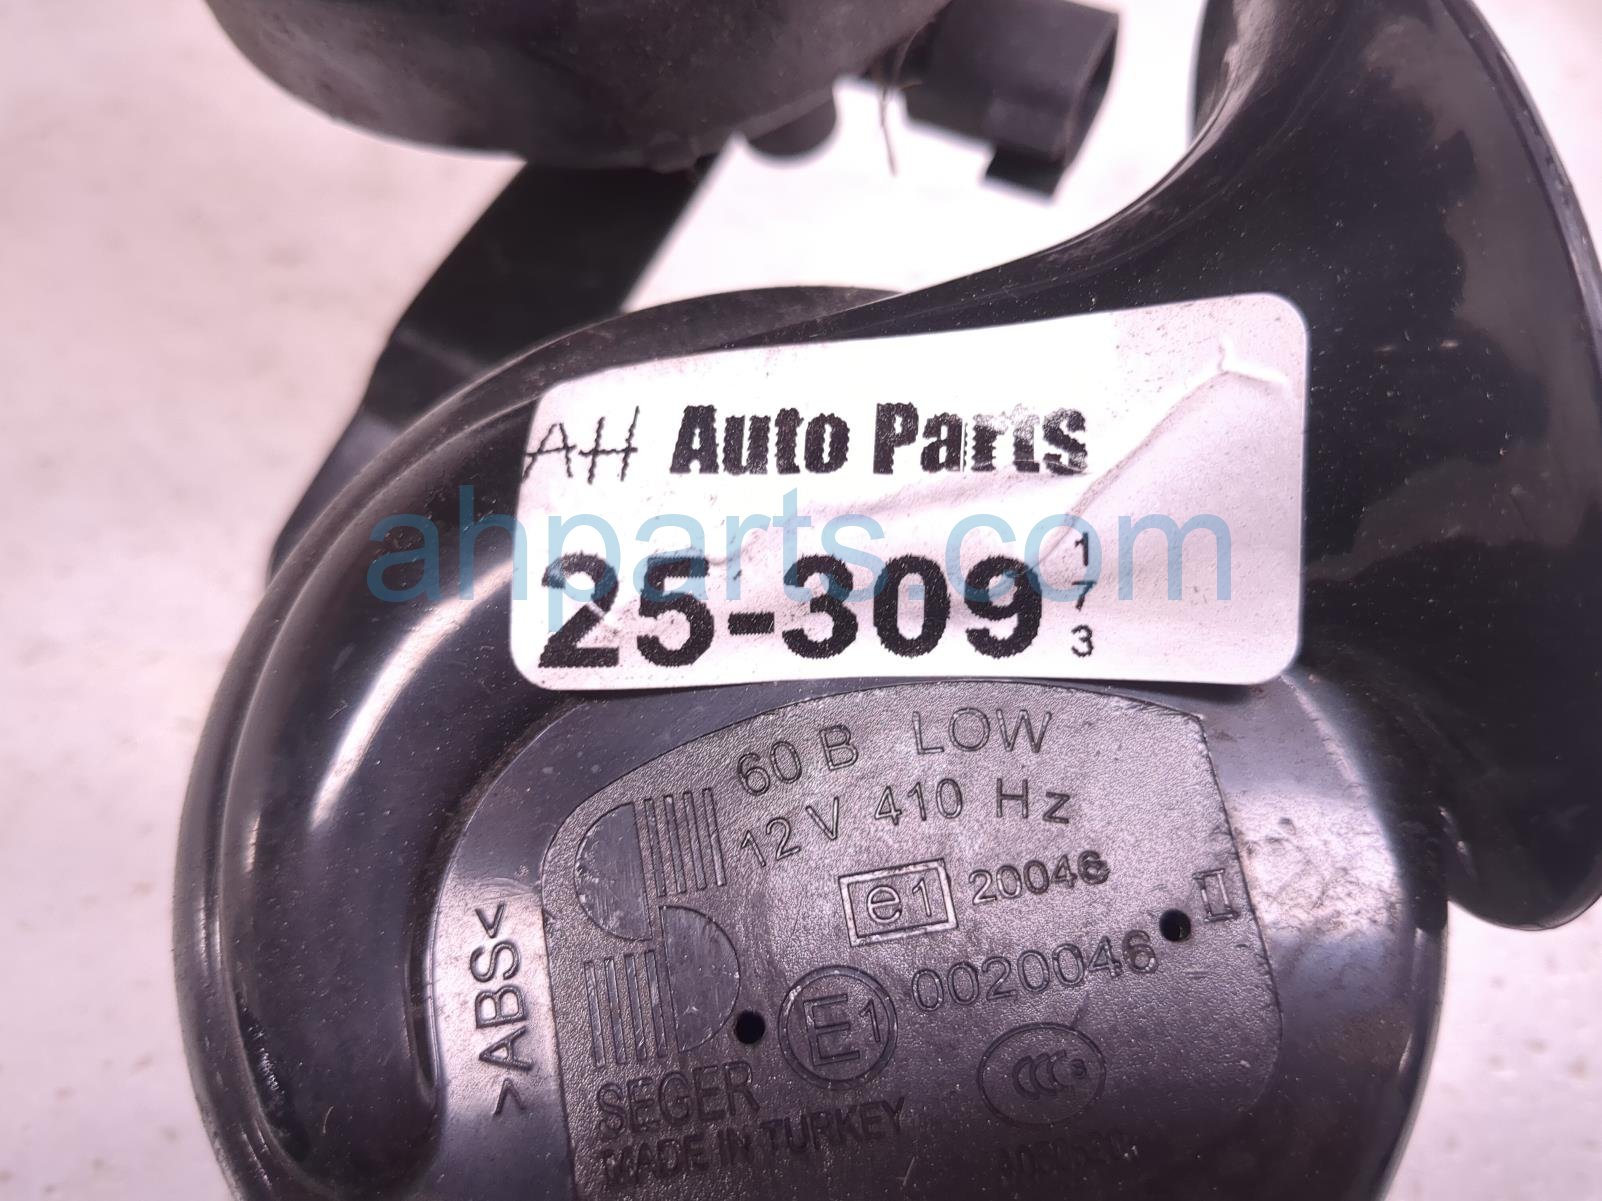 AH Auto Parts
ahparts.com
25-309
1
7
3
60 B LOW
12 V 410 Hz
e1 20046
II
E1 0020046
>ABS<
CCC S
SEGER
MADE IN TURKEY